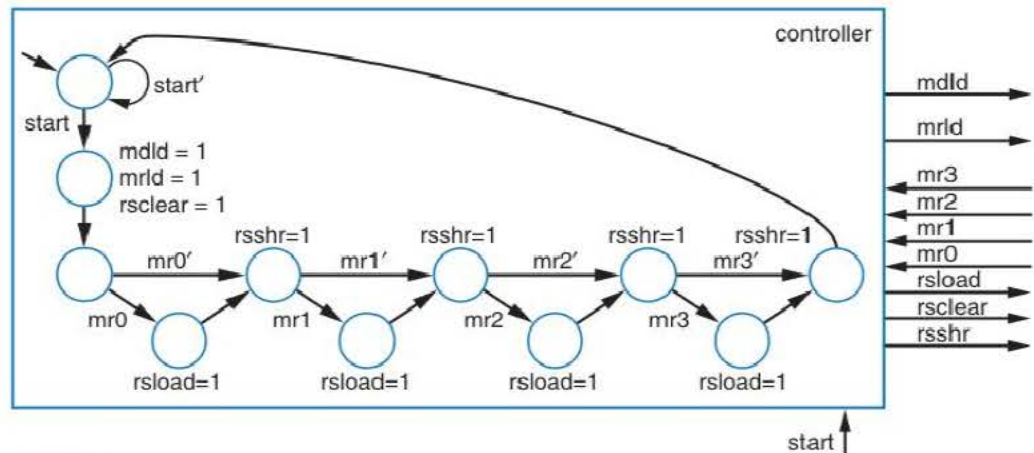 controller
start′
start
mdld = 1
mrld = 1
rsclear = 1
rsshr=1
rsshr=1
rsshr=1
rsshr=1
mr0′
mr1′
mr2′
mr3′
mr0
mr1
mr2
mr3
rsload=1
rsload=1
rsload=1
rsload=1
mdld
mrld
mr3
mr2
mr1
mr0
rsload
rsclear
rsshr
start